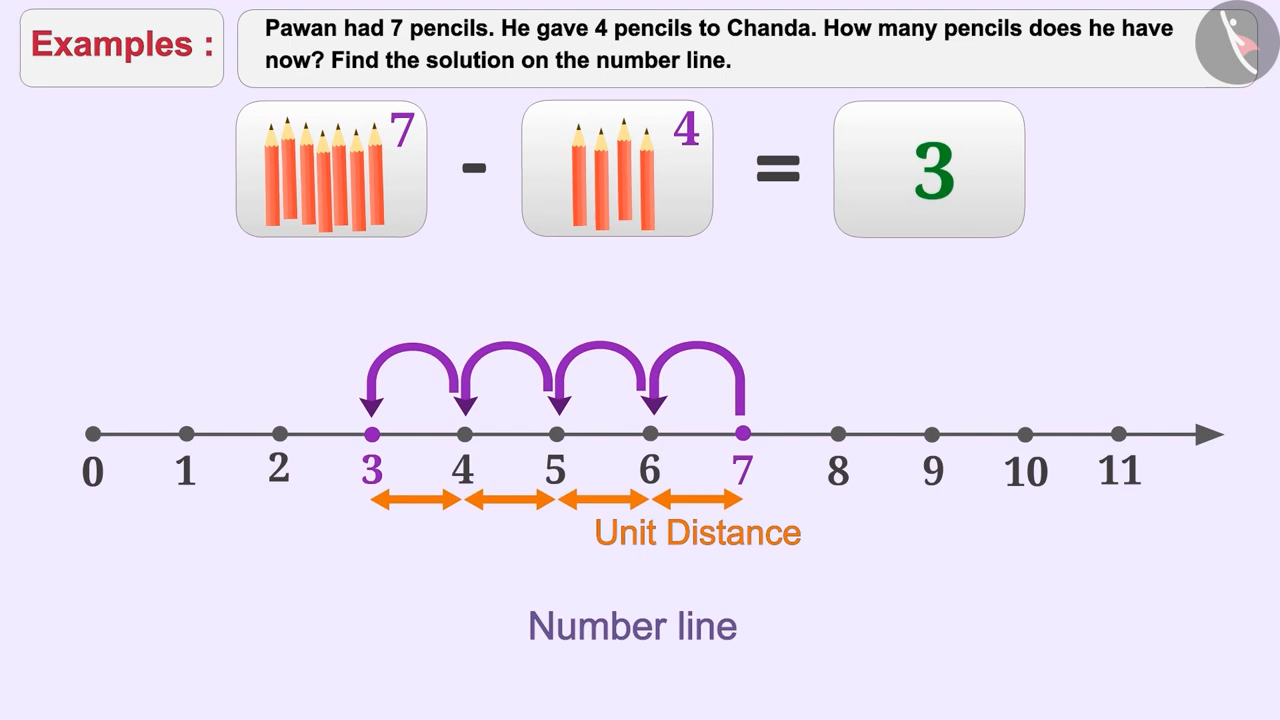 Examples :
Pawan had 7 pencils. He gave 4 pencils to Chanda. How many pencils does he have
now? Find the solution on the number line.
7 - 4 = 3
0 1 2 3 4 5 6 7 8 9 10 11
Unit Distance
Number line